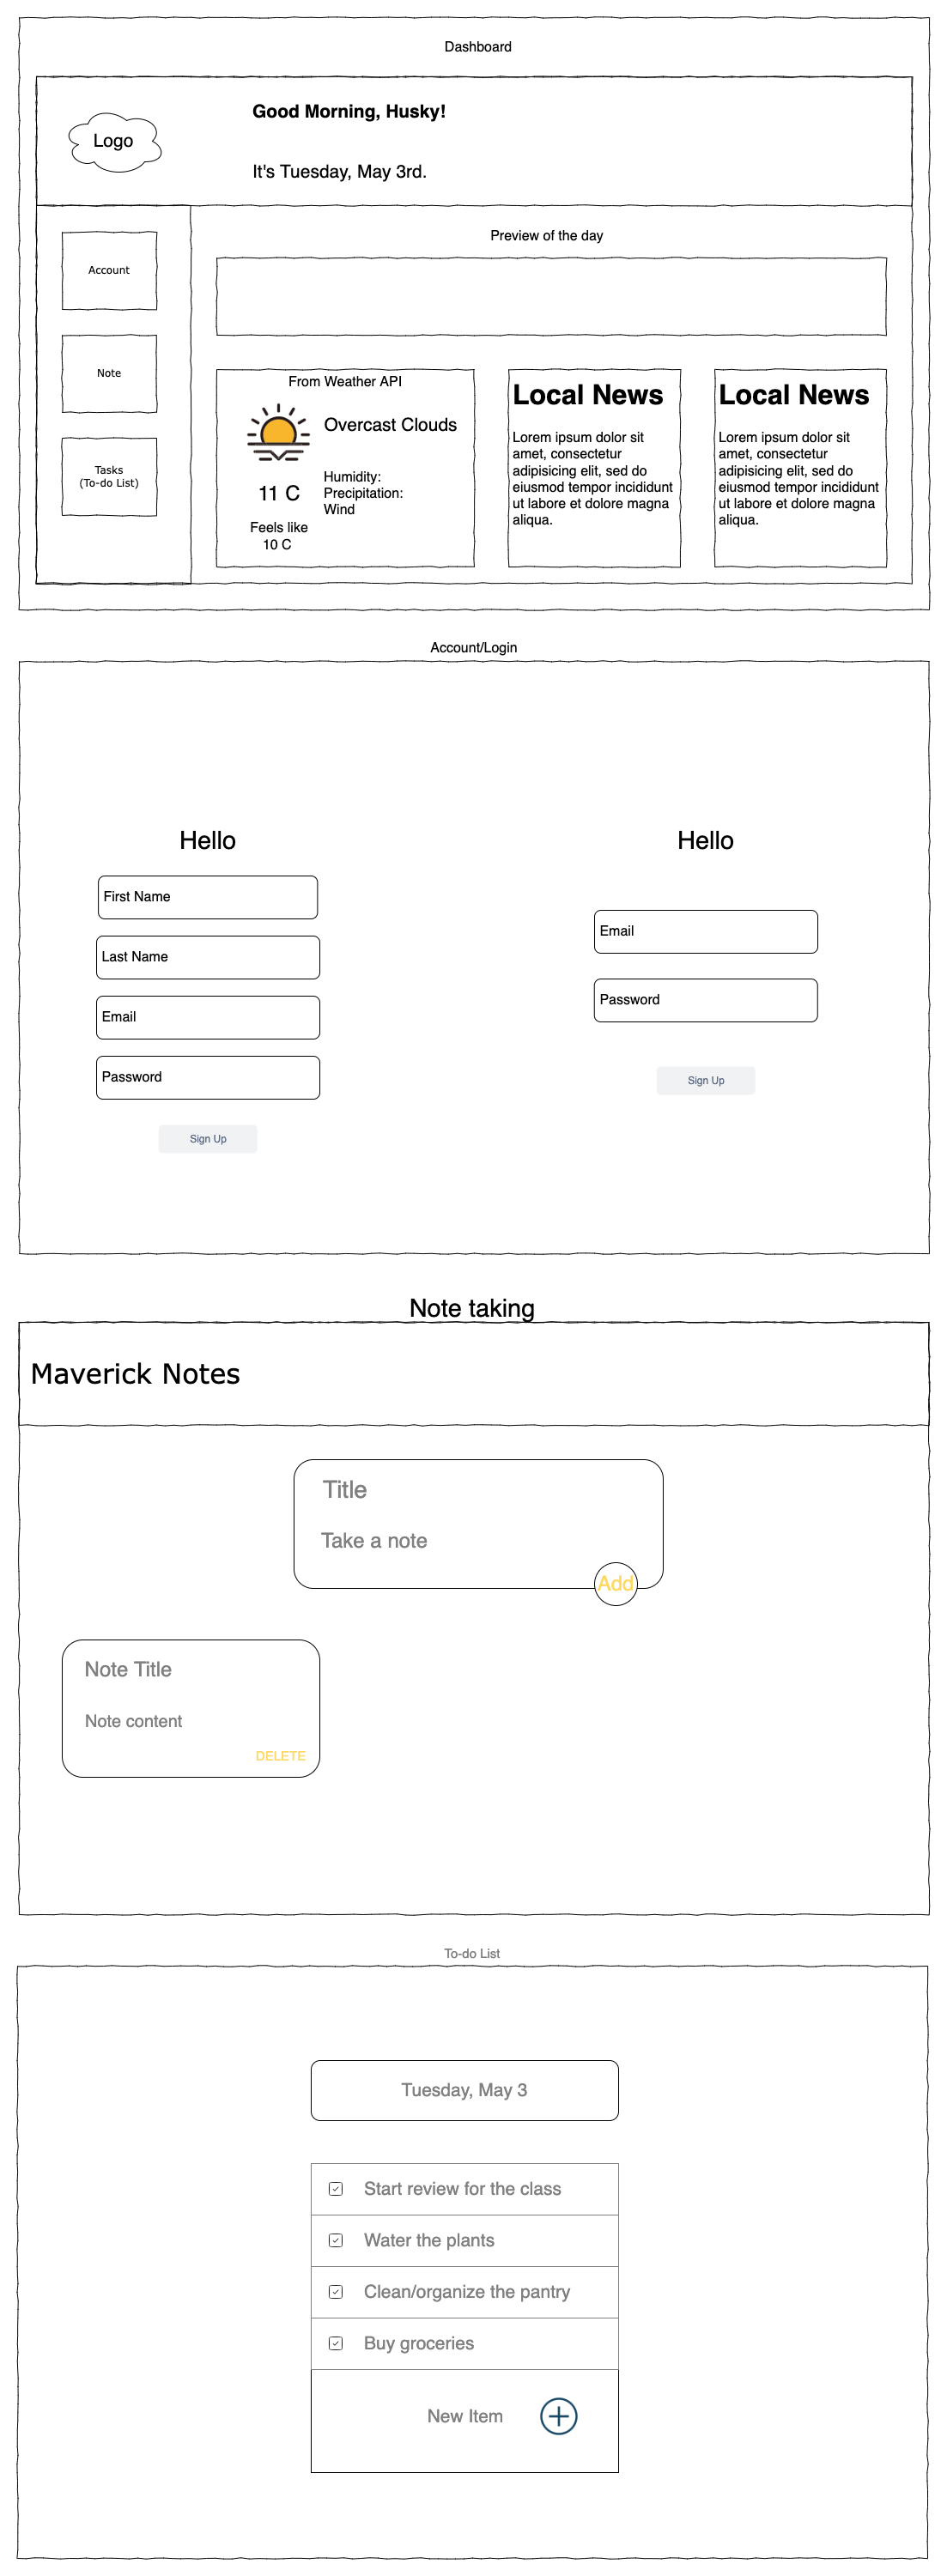 Dashboard
Logo
Good Morning, Husky!
It's Tuesday, May 3rd.
Account
Note
Tasks
(To-do List)
Preview of the day
From Weather API
Overcast Clouds
11 C
Feels like
10 C
Humidity:
Precipitation:
Wind
Local News
Lorem ipsum dolor sit
amet, consectetur
adipisicing elit, sed do
eiusmod tempor incididunt
ut labore et dolore magna
aliqua.
Local News
Lorem ipsum dolor sit
amet, consectetur
adipisicing elit, sed do
eiusmod tempor incididunt
ut labore et dolore magna
aliqua.
Account/Login
Hello
First Name
Last Name
Email
Password
Sign Up
Hello
Email
Password
Sign Up
Note taking
Maverick Notes
Title
Take a note
Add
Note Title
Note content
DELETE
To-do List
Tuesday, May 3
Start review for the class
Water the plants
Clean/organize the pantry
Buy groceries
New Item